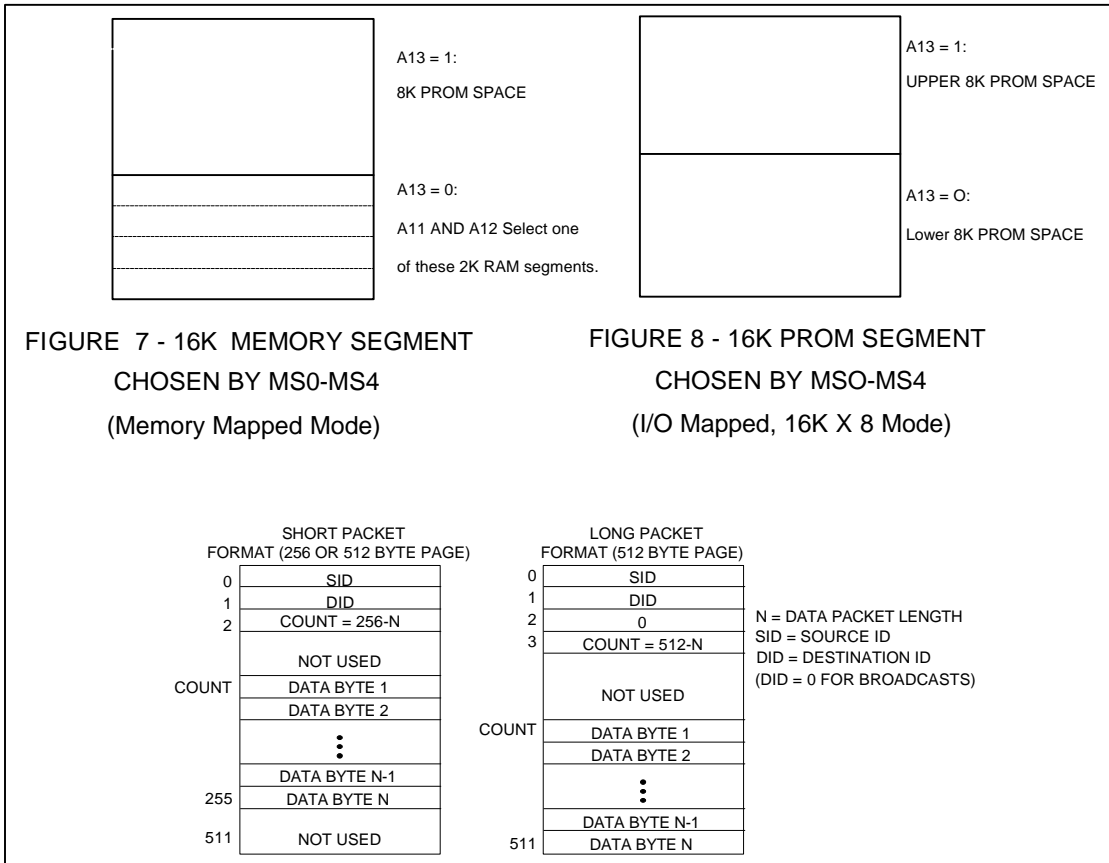 A13 = 1:
8K PROM SPACE
A13 = 0:
A11 AND A12 Select one
of these 2K RAM segments.
FIGURE 7 - 16K MEMORY SEGMENT
CHOSEN BY MS0-MS4
(Memory Mapped Mode)
A13 = 1:
UPPER 8K PROM SPACE
A13 = O:
Lower 8K PROM SPACE
FIGURE 8 - 16K PROM SEGMENT
CHOSEN BY MSO-MS4
(I/O Mapped, 16K X 8 Mode)
SHORT PACKET
FORMAT (256 OR 512 BYTE PAGE)
0 SID
1 DID
2 COUNT = 256-N
NOT USED
COUNT DATA BYTE 1
DATA BYTE 2
DATA BYTE N-1
255 DATA BYTE N
511 NOT USED
LONG PACKET
FORMAT (512 BYTE PAGE)
0 SID
1 DID
2 0
3 COUNT = 512-N
NOT USED
COUNT DATA BYTE 1
DATA BYTE 2
DATA BYTE N-1
511 DATA BYTE N
N = DATA PACKET LENGTH
SID = SOURCE ID
DID = DESTINATION ID
(DID = 0 FOR BROADCASTS)